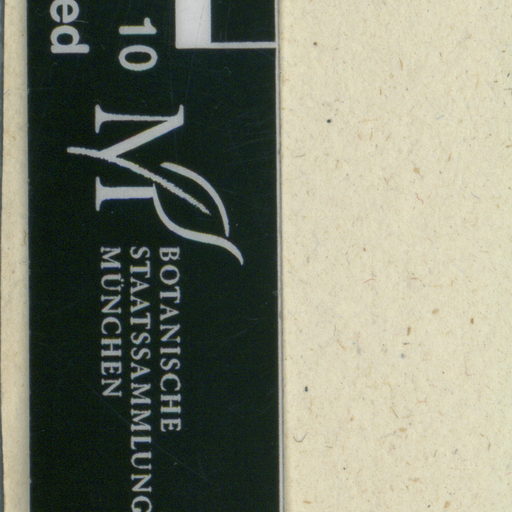 10
ed
BOTANISCHE
STAATSSAMMLUNG
MÜNCHEN